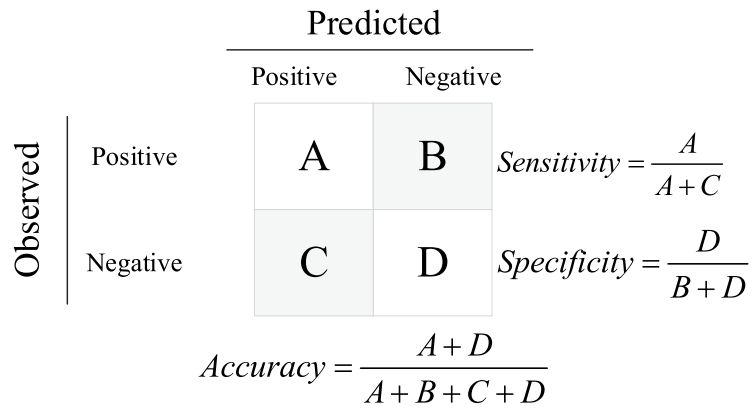 Predicted
Positive Negative
Observed
Positive A B Sensitivity = A / A + C
Negative C D Specificity = D / B + D
Accuracy = A + D / A + B + C + D